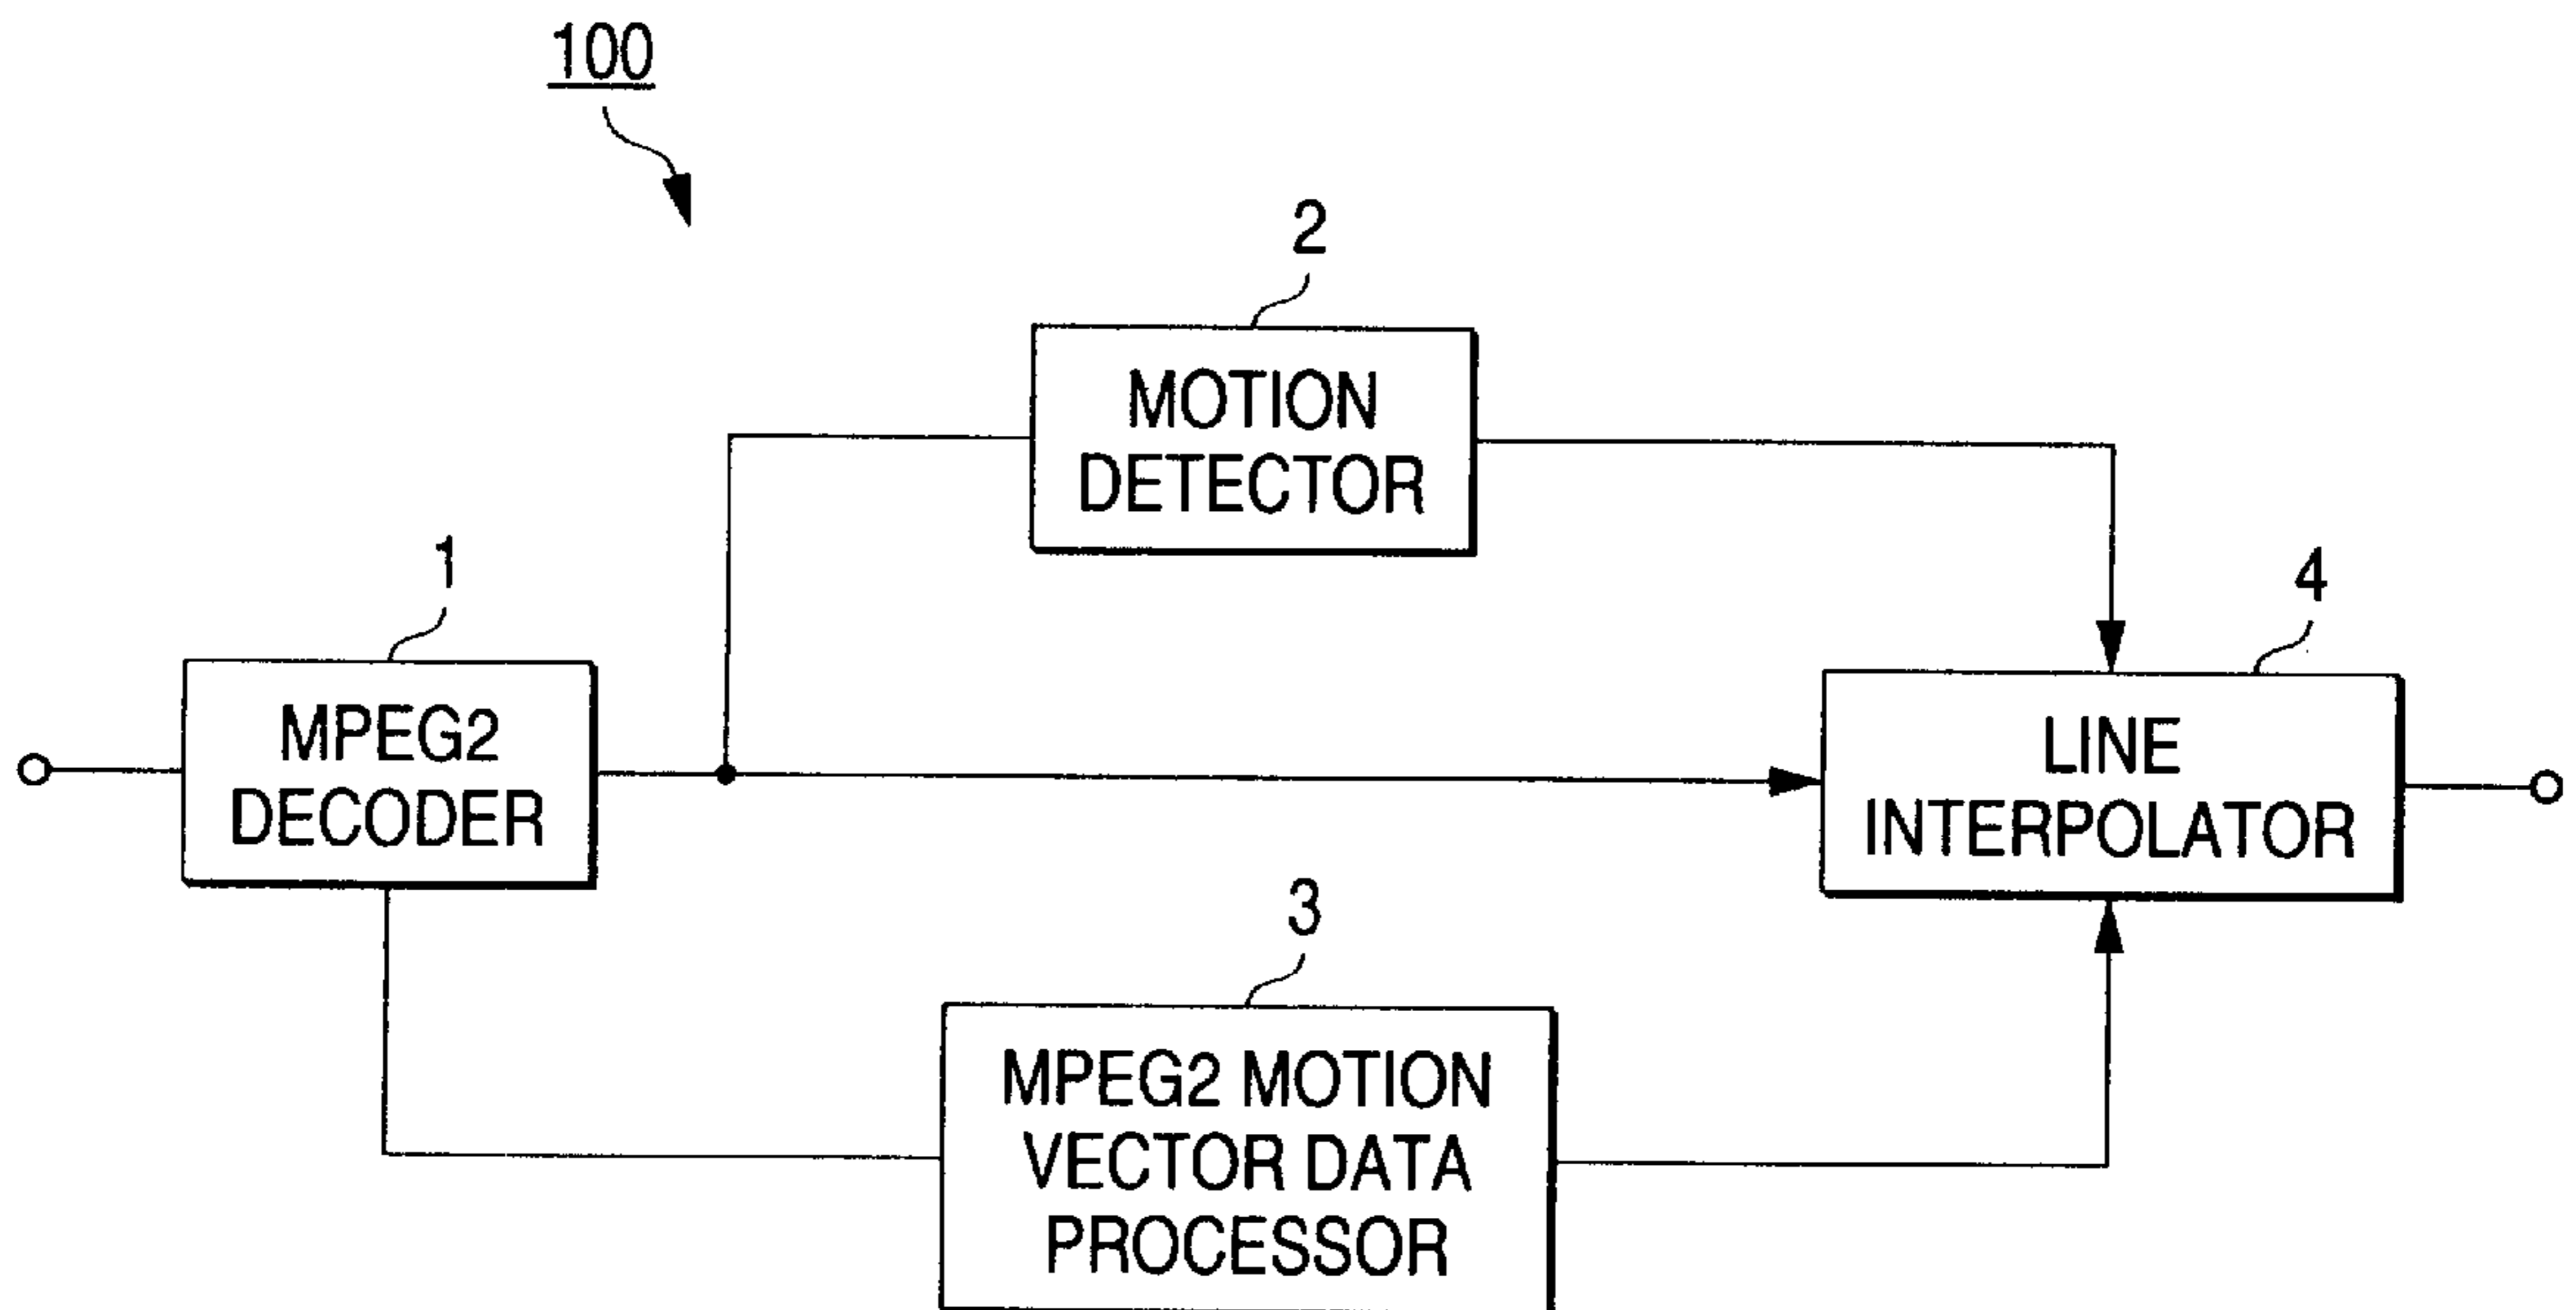 100
2
MOTION
DETECTOR
1
4
MPEG2
DECODER
LINE
INTERPOLATOR
3
MPEG2 MOTION
VECTOR DATA
PROCESSOR